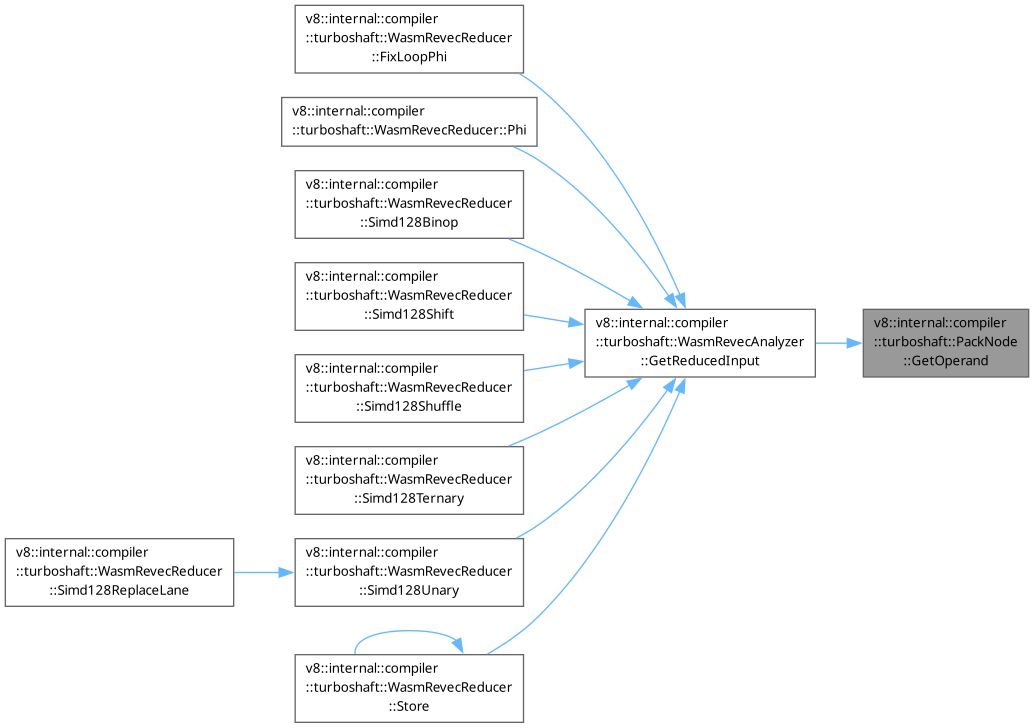 v8::internal::compiler
::turboshaft::WasmRevecReducer
::FixLoopPhi
v8::internal::compiler
::turboshaft::WasmRevecReducer::Phi
v8::internal::compiler
::turboshaft::WasmRevecReducer
::Simd128Binop
v8::internal::compiler
::turboshaft::WasmRevecReducer
::Simd128Shift
v8::internal::compiler
::turboshaft::WasmRevecAnalyzer
::GetReducedInput
v8::internal::compiler
::turboshaft::PackNode
::GetOperand
v8::internal::compiler
::turboshaft::WasmRevecReducer
::Simd128Shuffle
v8::internal::compiler
::turboshaft::WasmRevecReducer
::Simd128Ternary
v8::internal::compiler
::turboshaft::WasmRevecReducer
::Simd128ReplaceLane
v8::internal::compiler
::turboshaft::WasmRevecReducer
::Simd128Unary
v8::internal::compiler
::turboshaft::WasmRevecReducer
::Store